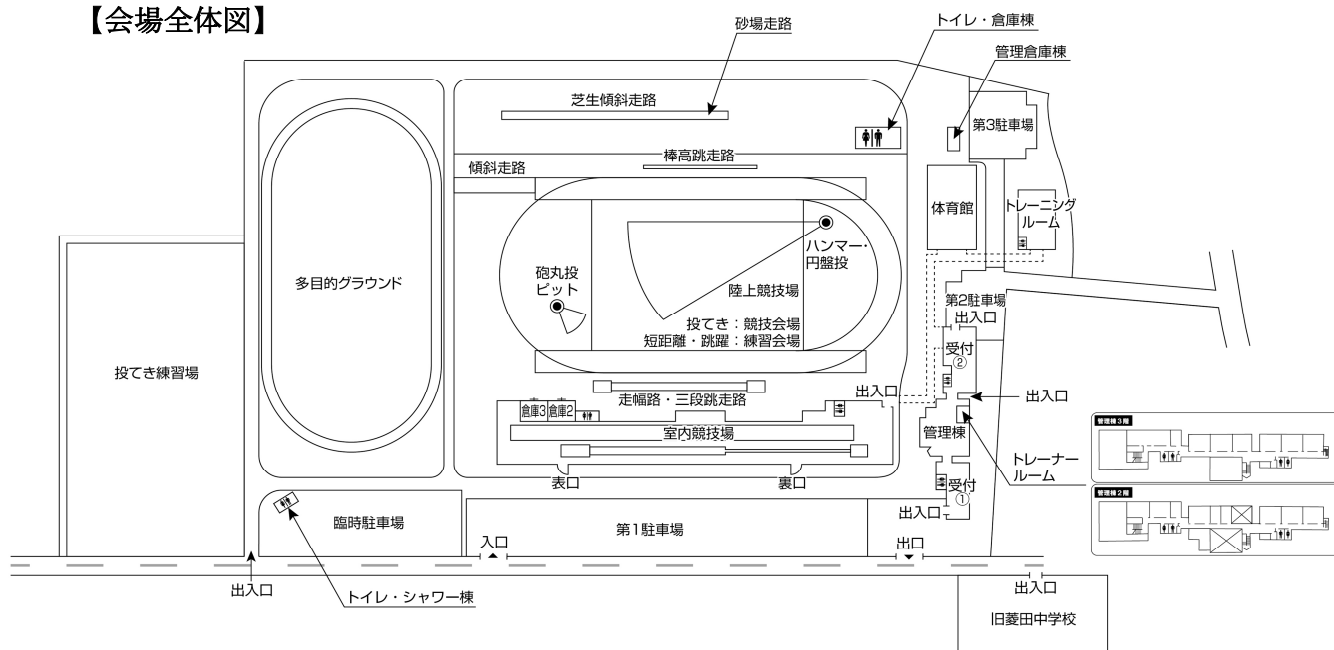 【会場全体図】
砂場走路
トイレ・倉庫棟
管理倉庫棟
芝生傾斜走路
第3駐車場
棒高跳走路
傾斜走路
体育館
トレーニング
ルーム
ハンマー・
円盤投
砲丸投
ピット
多目的グラウンド
陸上競技場
第2駐車場
出入口
投てき：競技会場
短距離・跳躍：練習会場
受付
②
投てき練習場
走幅路・三段跳走路
出入口
出入口
倉庫3
倉庫2
室内競技場
管理棟
トレーナー
ルーム
管理棟3階
表口
裏口
受付
①
管理棟2階
出入口
臨時駐車場
第1駐車場
入口
出口
出入口
トイレ・シャワー棟
出入口
旧菱田中学校